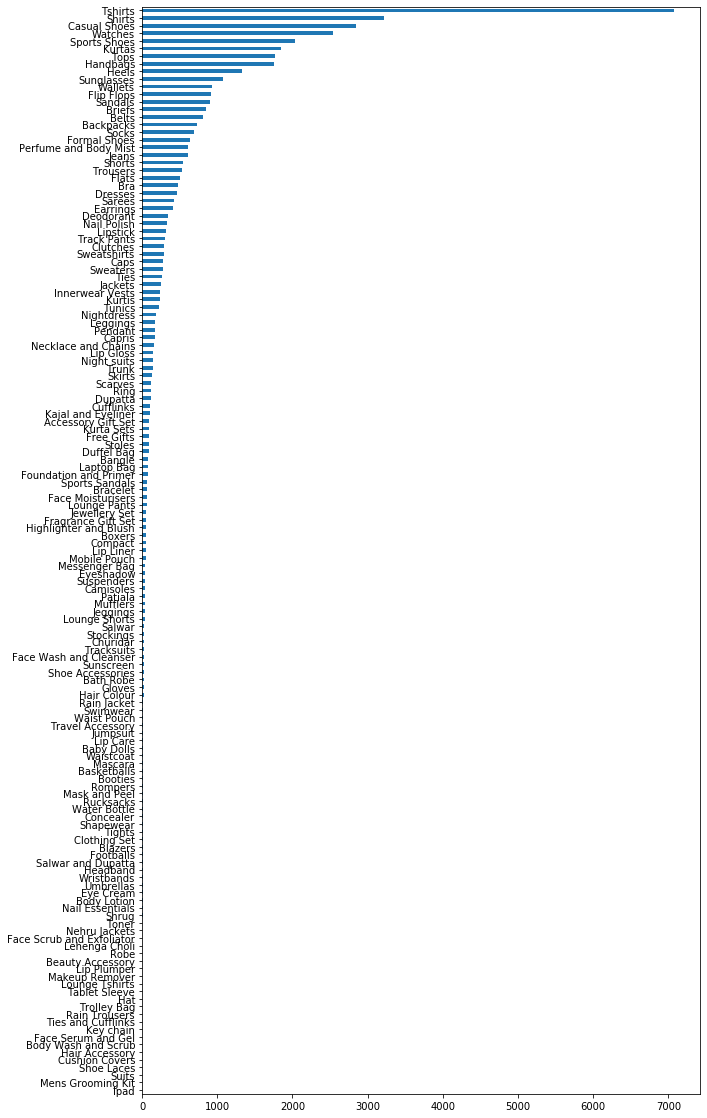 Tshirts
Shirts
Casual Shoes
Watches
Sports Shoes
Kurtas
Tops
Handbags
Heels
Sunglasses
Wallets
Flip Flops
Sandals
Briefs
Belts
Backpacks
Socks
Formal Shoes
Perfume and Body Mist
Jeans
Shorts
Trousers
Flats
Bra
Dresses
Sarees
Earrings
Deodorant
Nail Polish
Lipstick
Track Pants
Clutches
Sweatshirts
Caps
Sweaters
Ties
Jackets
Innerwear Vests
Kurtis
Tunics
Nightdress
Leggings
Pendant
Capris
Necklace and Chains
Lip Gloss
Night suits
Trunk
Skirts
Scarves
Ring
Dupatta
Cufflinks
Kajal and Eyeliner
Accessory Gift Set
Kurta Sets
Free Gifts
Stoles
Duffel Bag
Bangle
Laptop Bag
Foundation and Primer
Sports Sandals
Bracelet
Face Moisturisers
Lounge Pants
Jewellery Set
Fragrance Gift Set
Highlighter and Blush
Boxers
Compact
Lip Liner
Mobile Pouch
Messenger Bag
Eyeshadow
Suspenders
Camisoles
Patiala
Mufflers
Jeggings
Lounge Shorts
Salwar
Stockings
Churidar
Tracksuits
Face Wash and Cleanser
Sunscreen
Shoe Accessories
Bath Robe
Gloves
Hair Colour
Rain Jacket
Swimwear
Waist Pouch
Travel Accessory
Jumpsuit
Lip Care
Baby Dolls
Waistcoat
Mascara
Basketballs
Booties
Rompers
Mask and Peel
Rucksacks
Water Bottle
Concealer
Shapewear
Tights
Clothing Set
Blazers
Footballs
Salwar and Dupatta
Headband
Wristbands
Umbrellas
Eye Cream
Body Lotion
Nail Essentials
Shrug
Toner
Nehru Jackets
Face Scrub and Exfoliator
Lehenga Choli
Robe
Beauty Accessory
Lip Plumper
Makeup Remover
Lounge Tshirts
Tablet Sleeve
Hat
Trolley Bag
Rain Trousers
Ties and Cufflinks
Key chain
Face Serum and Gel
Body Wash and Scrub
Hair Accessory
Cushion Covers
Shoe Laces
Suits
Mens Grooming Kit
Ipad
0 1000 2000 3000 4000 5000 6000 7000